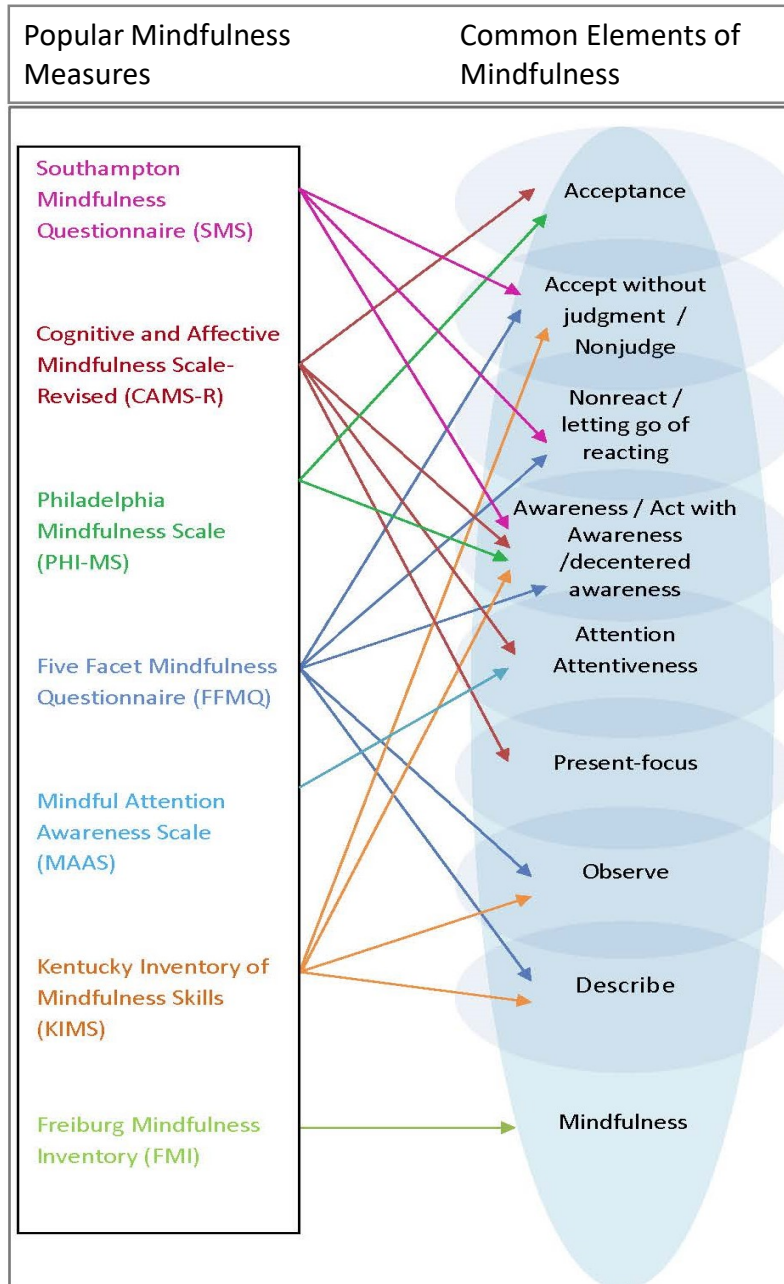 Popular Mindfulness
Measures
Common Elements of
Mindfulness
Southampton
Mindfulness
Questionnaire (SMS)
Cognitive and Affective
Mindfulness Scale-
Revised (CAMS-R)
Philadelphia
Mindfulness Scale
(PHI-MS)
Five Facet Mindfulness
Questionnaire (FFMQ)
Mindful Attention
Awareness Scale
(MAAS)
Kentucky Inventory of
Mindfulness Skills
(KIMS)
Freiburg Mindfulness
Inventory (FMI)
Acceptance
Accept without
judgment /
Nonjudge
Nonreact /
letting go of
reacting
Awareness / Act with
Awareness
/decentered
awareness
Attention
Attentiveness
Present-focus
Observe
Describe
Mindfulness